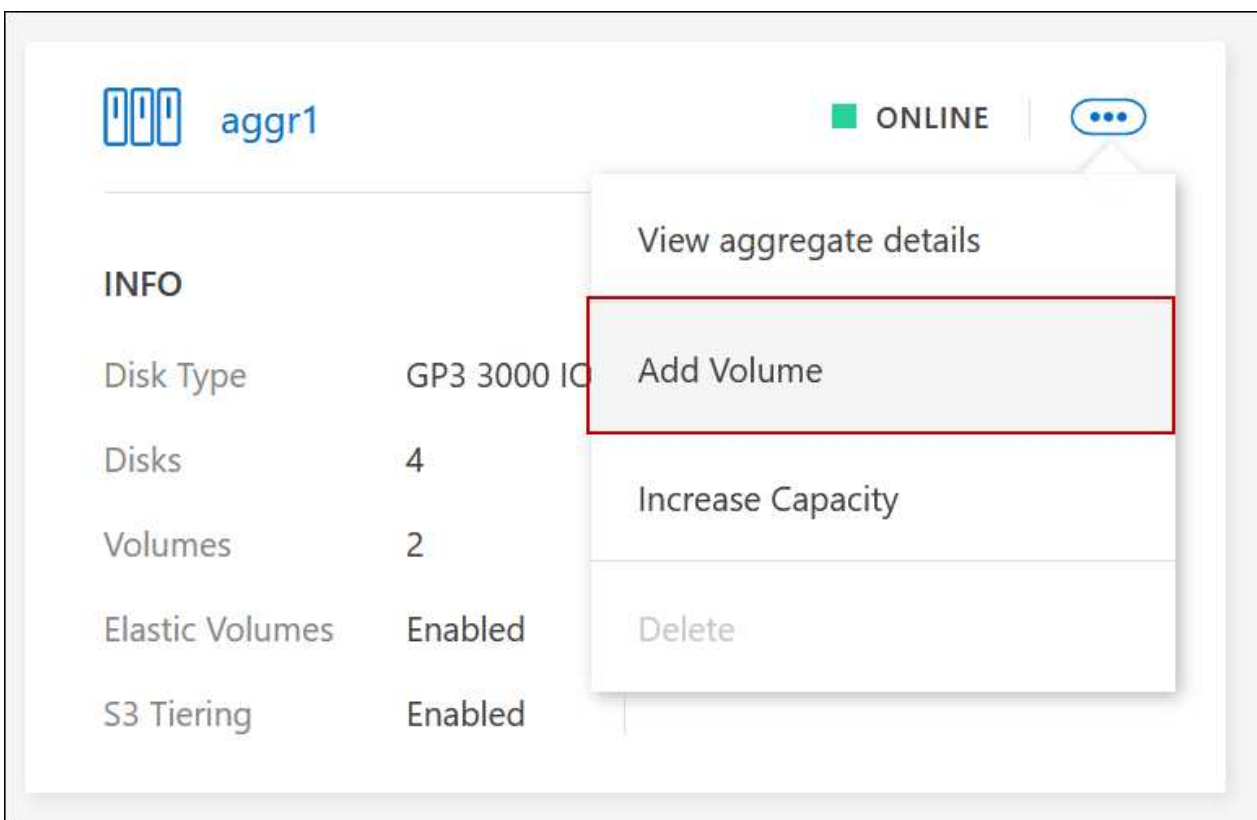 aggr1
ONLINE
View aggregate details
INFO
Add Volume
Disk Type GP3 3000 IO
Disks 4
Increase Capacity
Volumes 2
Elastic Volumes Enabled
Delete
S3 Tiering Enabled